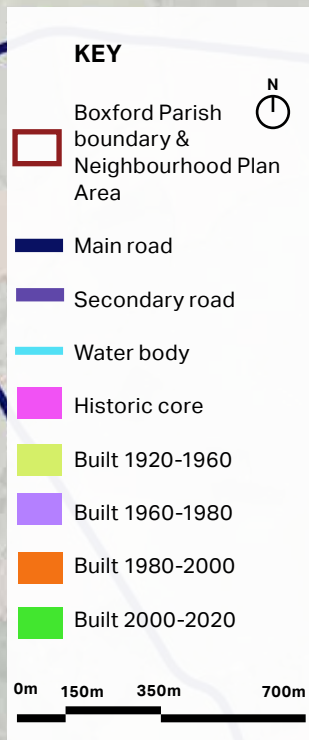 KEY
N
Boxford Parish
boundary &
Neighbourhood Plan
Area
Main road
Secondary road
Water body
Historic core
Built 1920-1960
Built 1960-1980
Built 1980-2000
Built 2000-2020
0m 150m 350m 700m